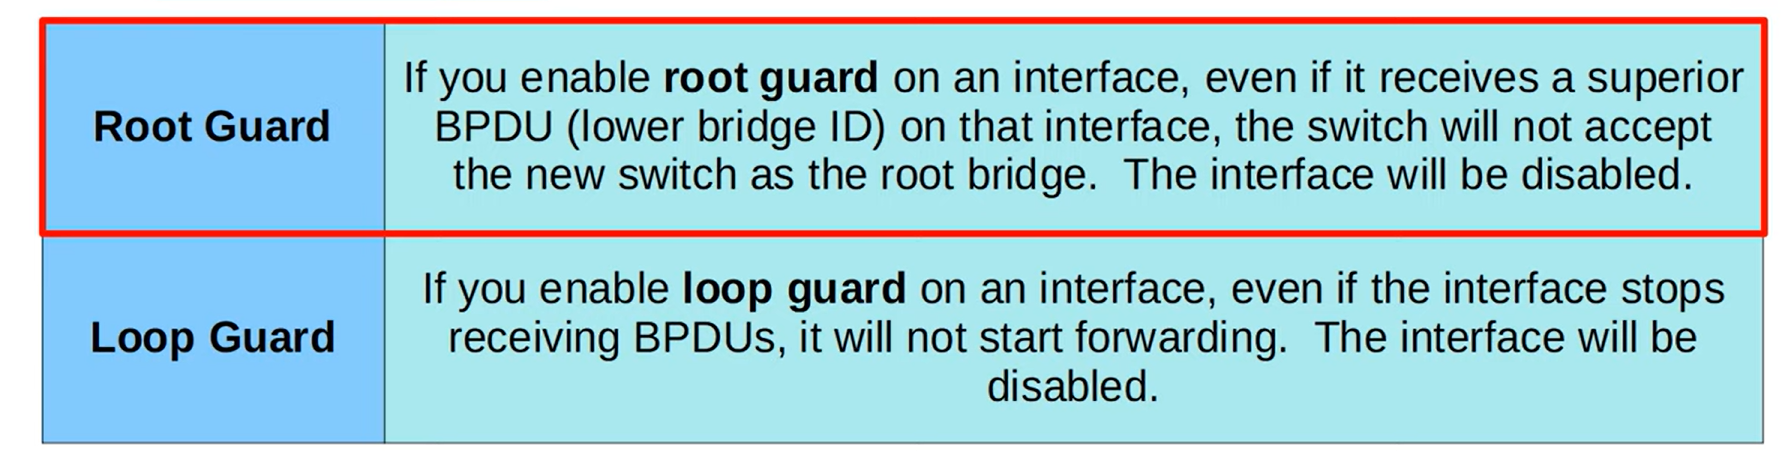 Root Guard
If you enable root guard on an interface, even if it receives a superior
BPDU (lower bridge ID) on that interface, the switch will not accept
the new switch as the root bridge.  The interface will be disabled.
Loop Guard
If you enable loop guard on an interface, even if the interface stops
receiving BPDUs, it will not start forwarding.  The interface will be
disabled.